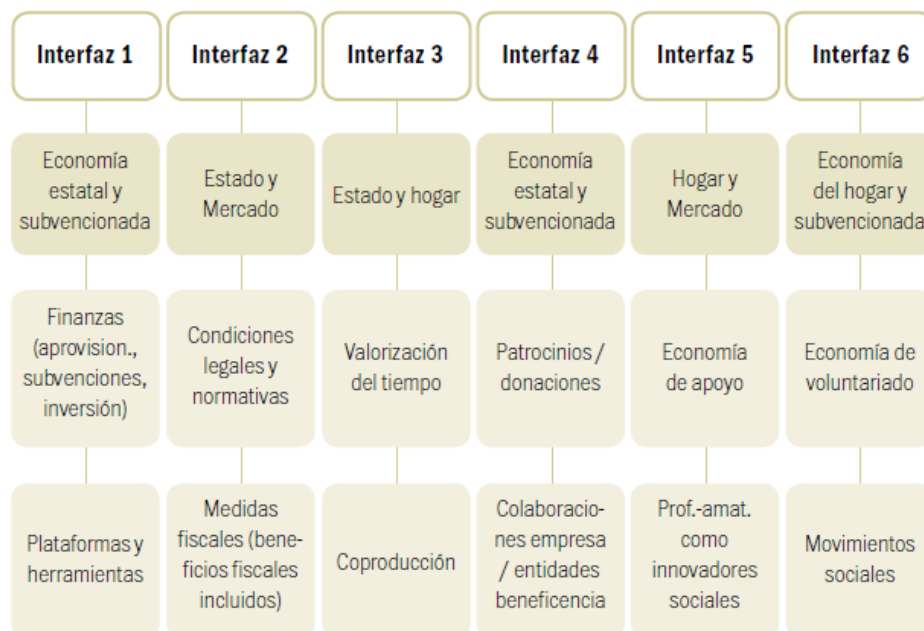 Interfaz 1
Interfaz 2
Interfaz 3
Interfaz 4
Interfaz 5
Interfaz 6
Economía
estatal y
subvencionada
Estado y
Mercado
Estado y hogar
Economía
estatal y
subvencionada
Hogar y
Mercado
Economía
del hogar y
subvencionada
Finanzas
(aprovision.,
subvenciones,
inversión)
Condiciones
legales y
normativas
Valorización
del tiempo
Patrocinios /
donaciones
Economía
de apoyo
Economía de
voluntariado
Plataformas y
herramientas
Medidas
fiscales (bene-
ficios fiscales
incluidos)
Coproducción
Colaboracio-
nes empresa
/ entidades
beneficencia
Prof.-amat.
como
innovadores
sociales
Movimientos
sociales